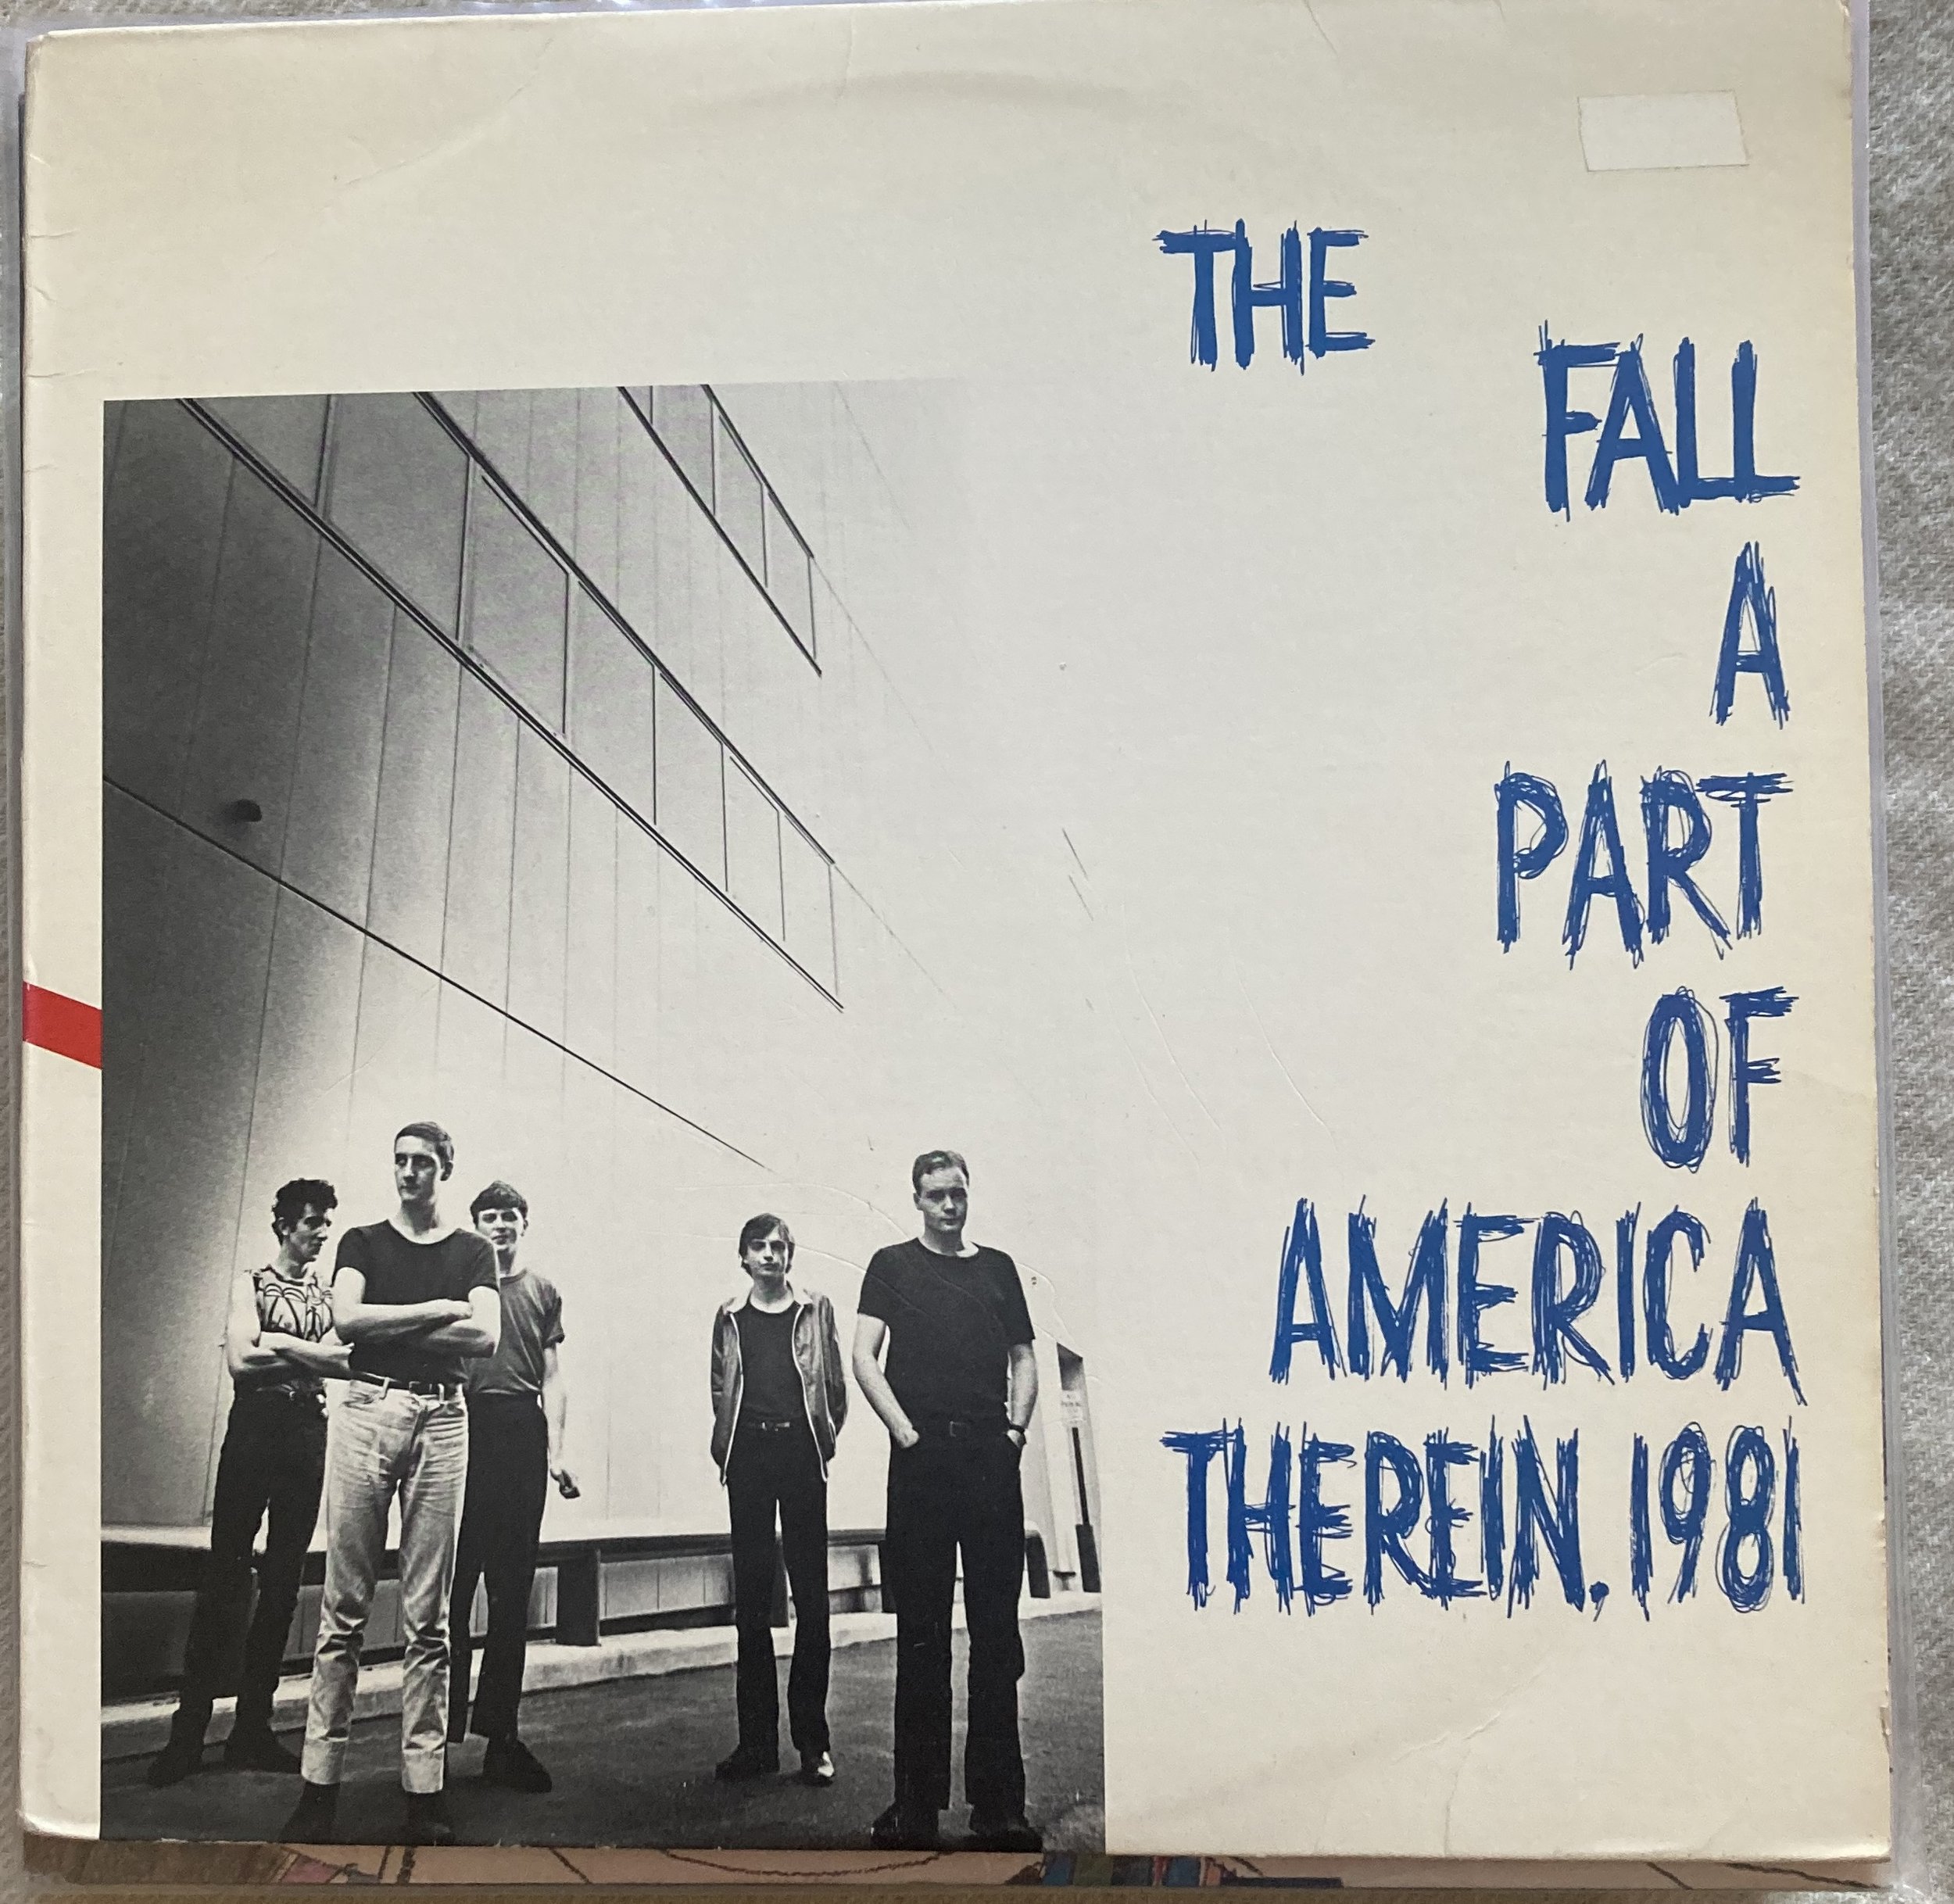 THE
FALL
A
PART
OF
AMERICA
THEREIN, 1981